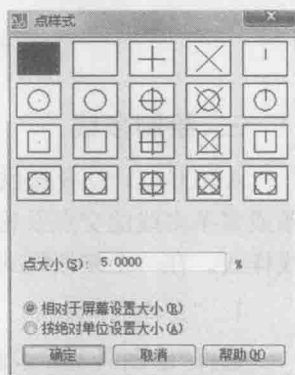 点样式
点大小(S): 5.0000 %
相对于屏幕设置大小(R)
按绝对单位设置大小(A)
确定 取消 帮助(H)